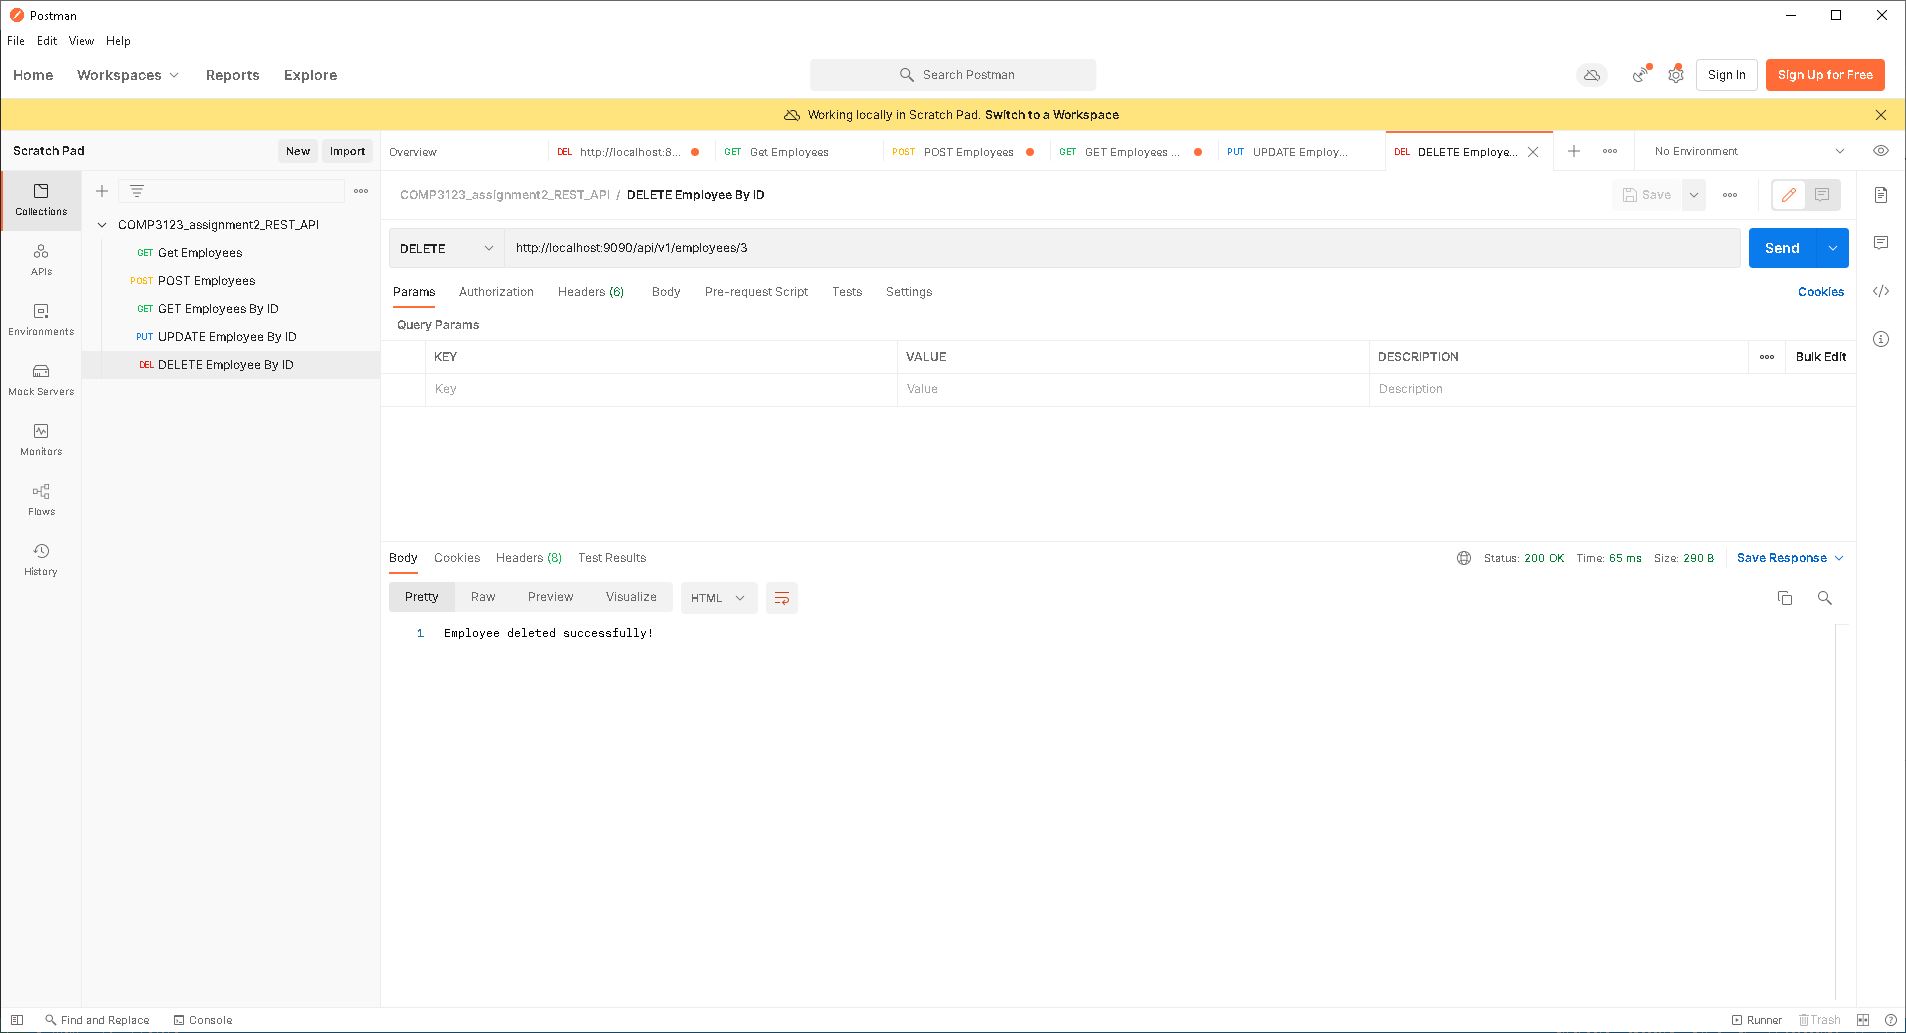 Postman
File Edit View Help
Home Workspaces Reports Explore
Search Postman
Sign In Sign Up for Free
Working locally in Scratch Pad. Switch to a Workspace
Scratch Pad New Import
Overview DEL http://localhost:8... GET Get Employees POST POST Employees GET GET Employees ... PUT UPDATE Employ... DEL DELETE Employe... No Environment
Collections
APIs
Environments
Mock Servers
Monitors
Flows
History
COMP3123_assignment2_REST_API
GET Get Employees
POST POST Employees
GET GET Employees By ID
PUT UPDATE Employee By ID
DEL DELETE Employee By ID
COMP3123_assignment2_REST_API / DELETE Employee By ID
Save
DELETE http://localhost:9090/api/v1/employees/3 Send
Params Authorization Headers (6) Body Pre-request Script Tests Settings Cookies
Query Params
KEY VALUE DESCRIPTION Bulk Edit
Key Value Description
Body Cookies Headers (8) Test Results Status: 200 OK Time: 65 ms Size: 290 B Save Response
Pretty Raw Preview Visualize HTML
1 Employee deleted successfully!
Find and Replace Console Runner Trash